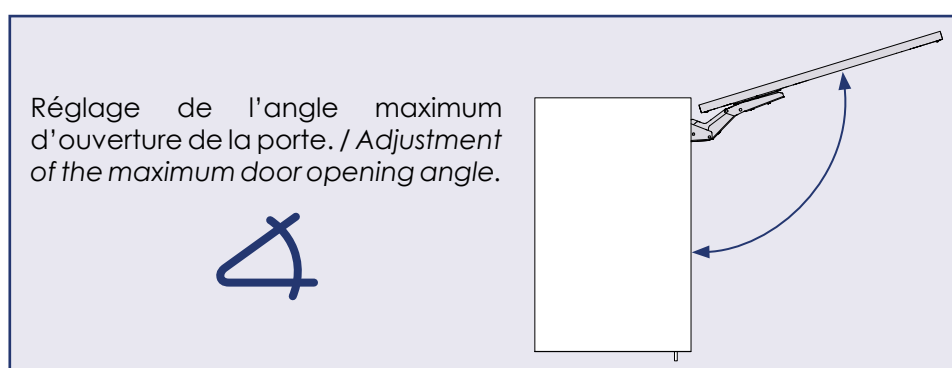 Réglage de l’angle maximum
d’ouverture de la porte. / Adjustment
of the maximum door opening angle.